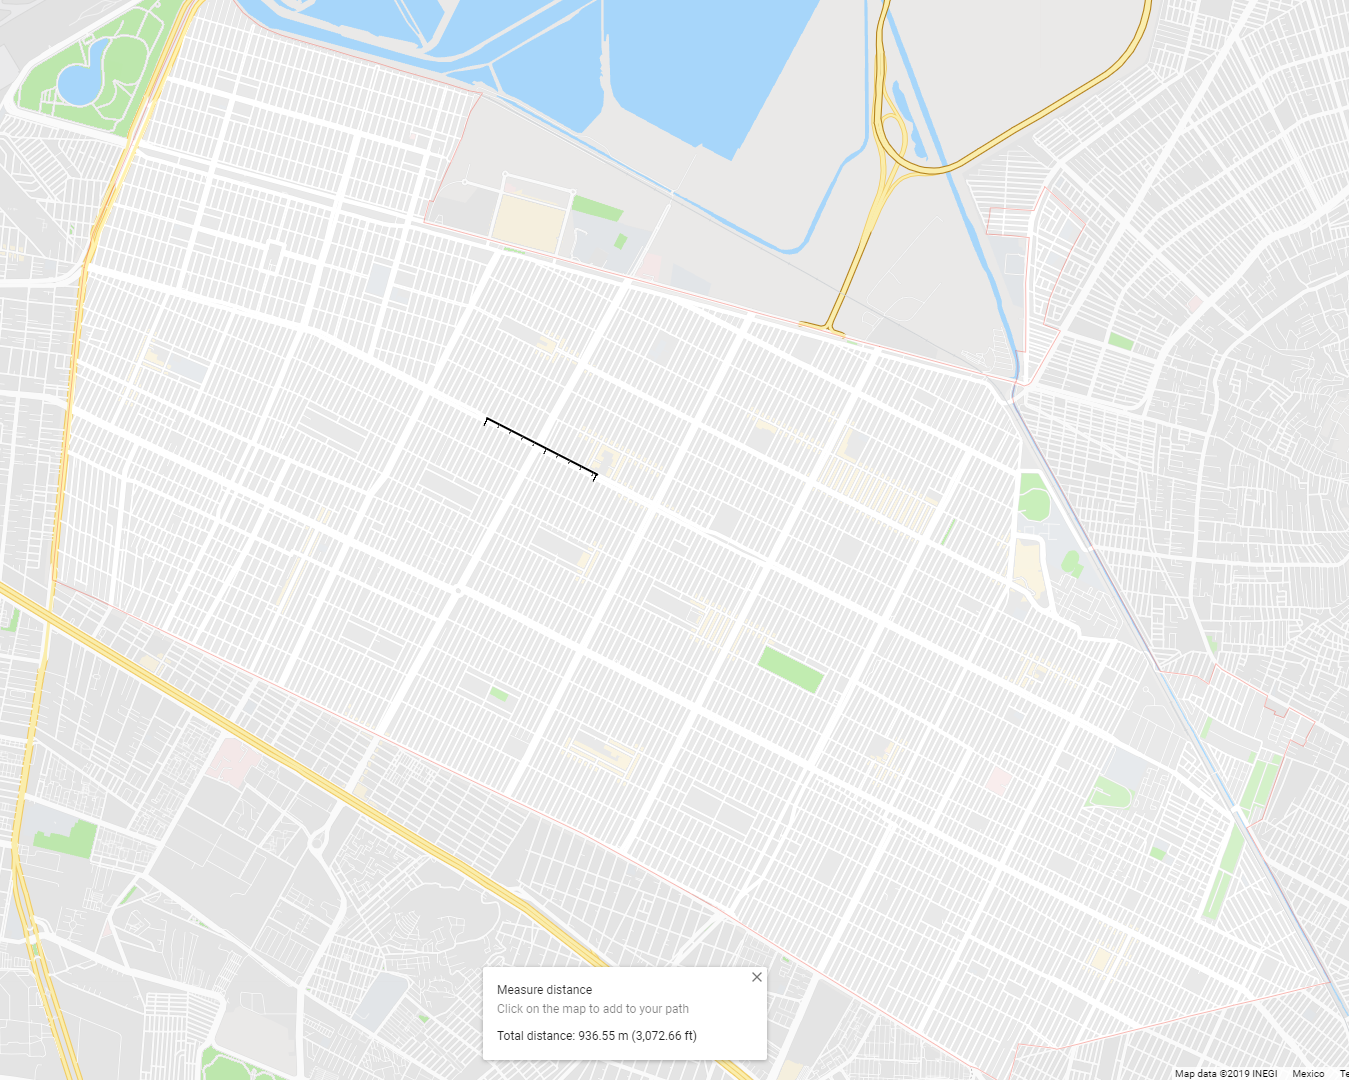 Measure distance
Click on the map to add to your path
Total distance: 936.55 m (3,072.66 ft)
Map data ©2019 INEGI Mexico Te